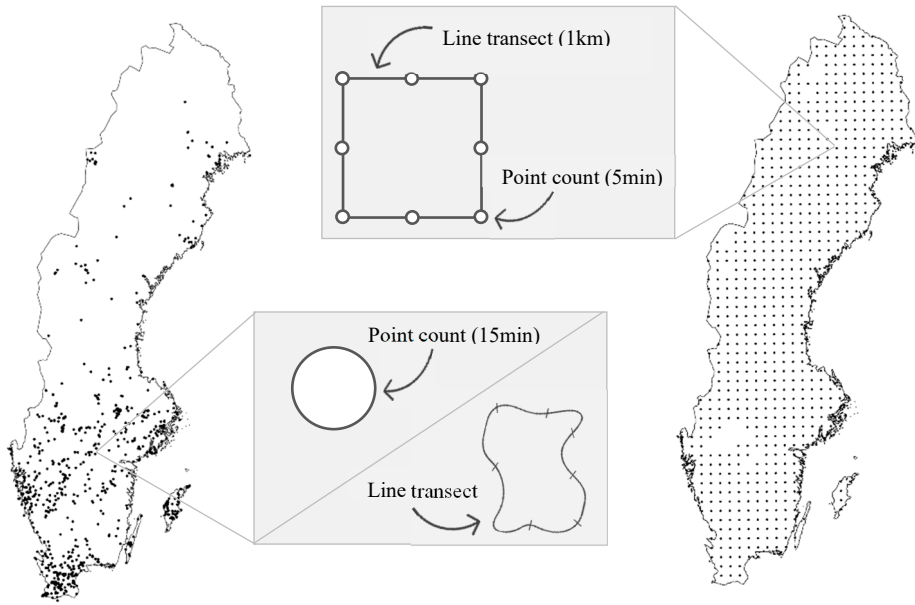 Line transect (1km)
Point count (5min)
Point count (15min)
Line transect